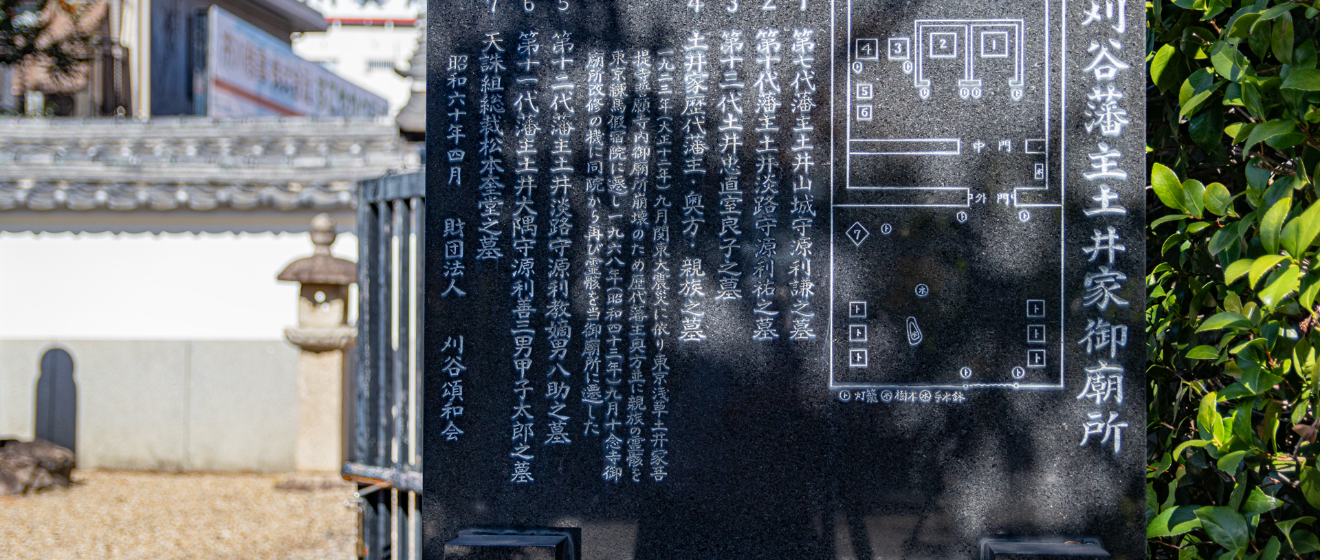 刈谷藩主土井家御廟所
1
2
3
4
5
6
7
中門
外門
ト灯籠 木樹木 水手水鉢
1 第七代藩主土井山城守源利謙之墓
2 第十代藩主土井淡路守源利祐之墓
3 第十二代土井忠直室良子之墓
4 土井家歴代藩主・奥方・親族之墓
一九二三年(大正十二年)九月関東大震災に依り東京浅草土井家菩
提寺誓願寺内御廟所崩壊のため歴代藩主奥方並に親族の霊骸を
東京練馬仮宿院に遷し一九六八年(昭和四十三年)九月十念寺御
廟所改修の機に同院から再び霊骸を当御廟所に遷した
5 第十二代藩主土井淡路守源利教嫡男八助之墓
6 第十一代藩主土井大隅守源利善三男甲子太郎之墓
7 天誅組総裁松本奎堂之墓
昭和六十年四月 財団法人 刈谷頌和会